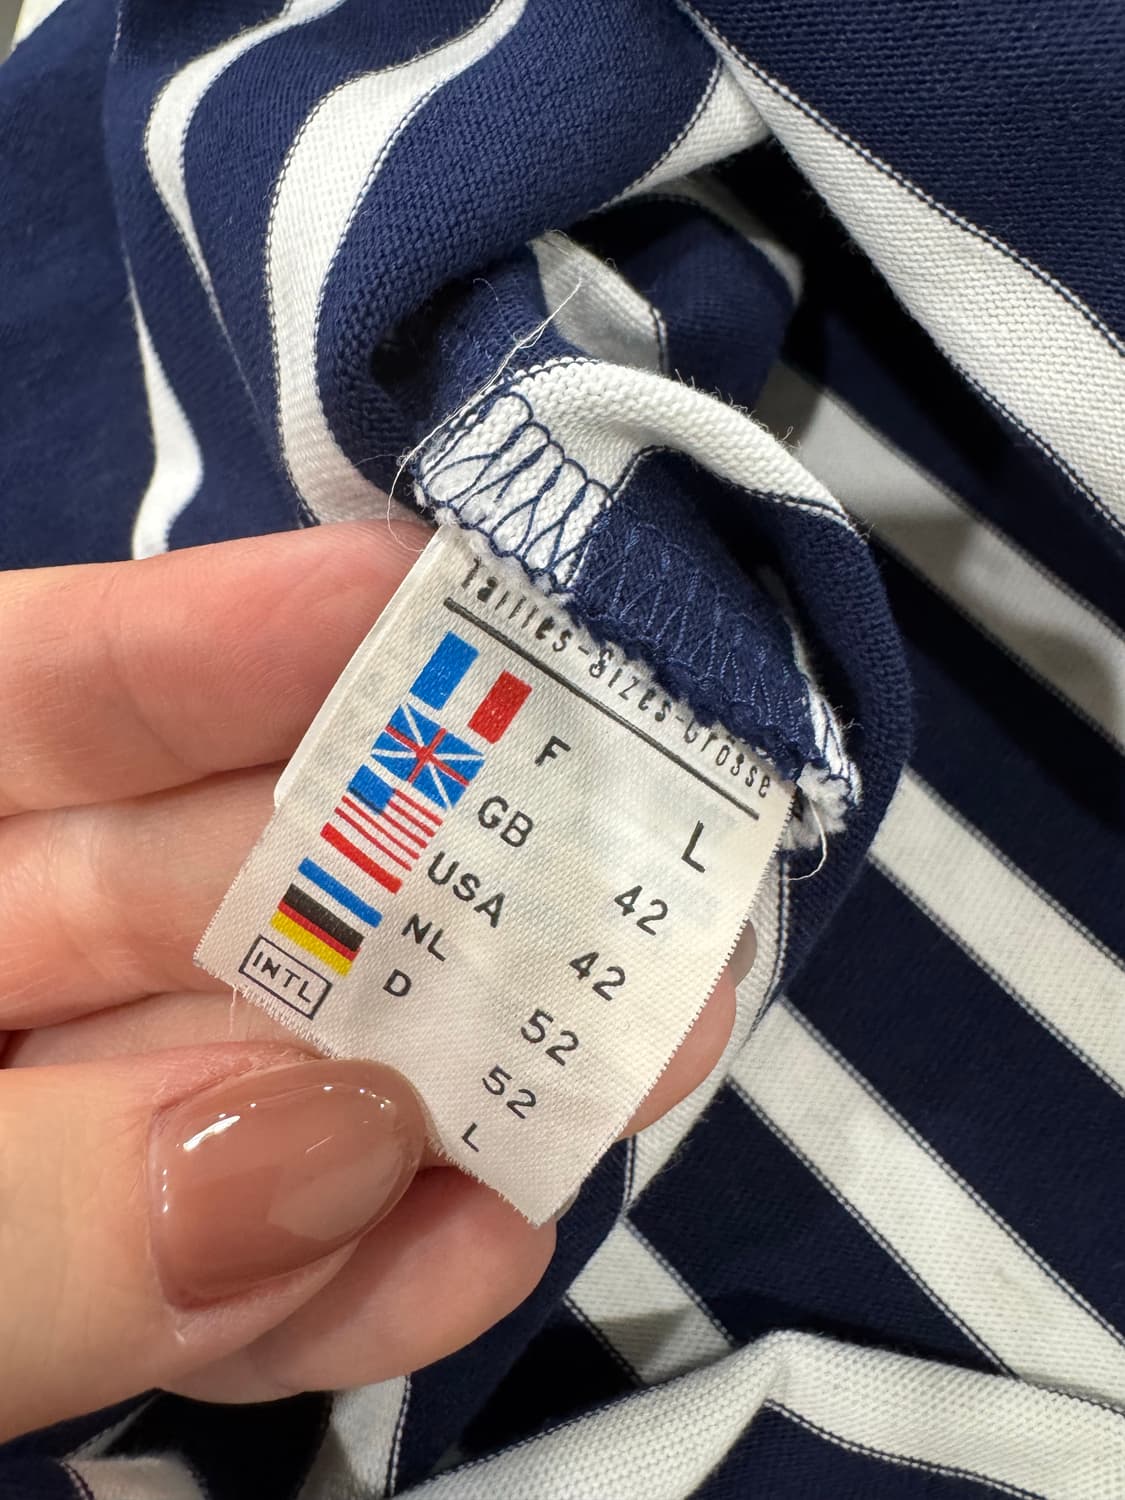 Tailles-Sizes-Grosse
F L
GB 42
USA 42
NL 52
D 52
INTL L